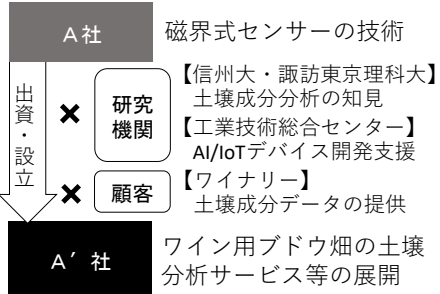 A社
磁界式センサーの技術
出資・設立
×
研究
機関
【信州大・諏訪東京理科大】
土壌成分分析の知見
【工業技術総合センター】
AI/IoTデバイス開発支援
×
顧客
【ワイナリー】
土壌成分データの提供
A′社
ワイン用ブドウ畑の土壌
分析サービス等の展開